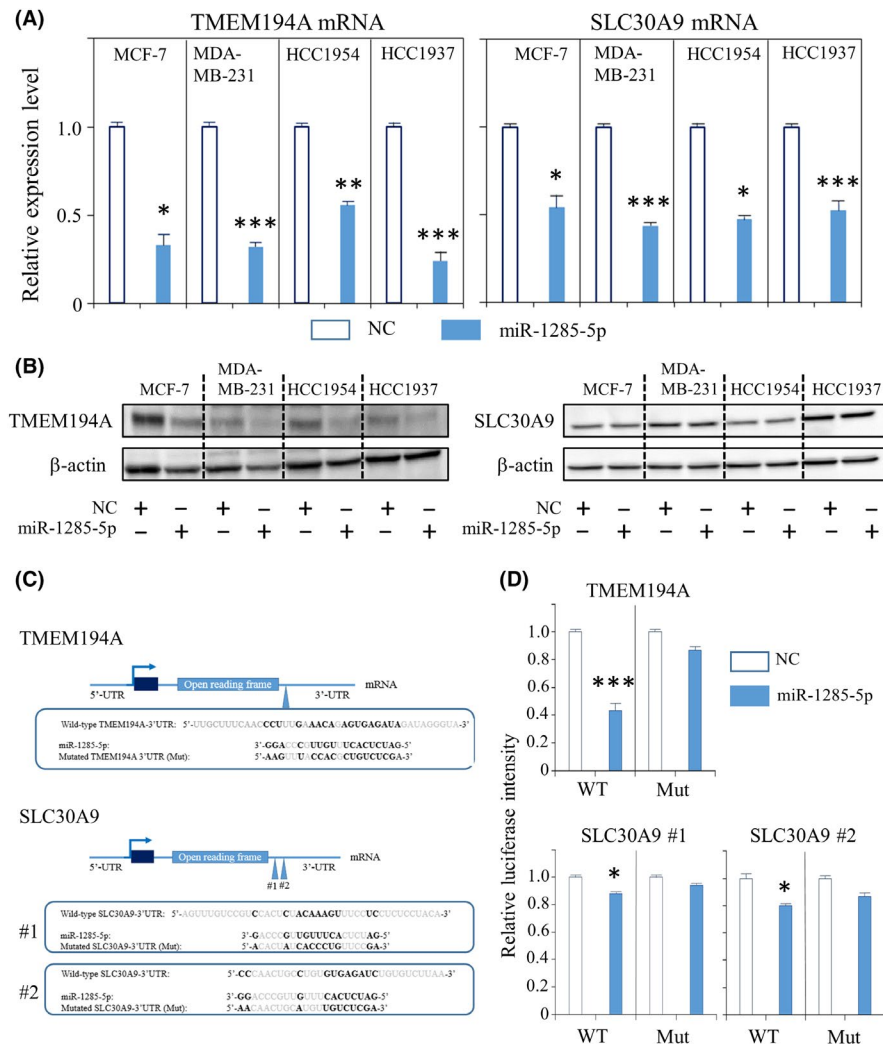 (A)
TMEM194A mRNA
SLC30A9 mRNA
MCF-7
MDA-
MB-231
HCC1954
HCC1937
MCF-7
MDA-
MB-231
HCC1954
HCC1937
Relative expression level
1.0
0.5
0
* *** ** ***
* *** * ***
NC
miR-1285-5p
(B)
MCF-7
MDA-
MB-231
HCC1954
HCC1937
TMEM194A
β-actin
NC + – + – + – + –
miR-1285-5p – + – + – + – +
MCF-7
MDA-
MB-231
HCC1954
HCC1937
SLC30A9
β-actin
NC + – + – + – + –
miR-1285-5p – + – + – + – +
(C)
TMEM194A
5'-UTR
Open reading frame
3'-UTR
mRNA
Wild-type TMEM194A-3'UTR: 5'-UUGCUUUCAACCCUUUGAAACAGAGUGAGAUAGAUAGGGUA-3'
miR-1285-5p: 3'-GGACCCGUUGUUUCACUCUAG-5'
Mutated TMEM194A 3'UTR (Mut): 5'-AAGUUUACCACGCUGUCUCGA-3'
SLC30A9
5'-UTR
Open reading frame
3'-UTR
mRNA
#1 #2
#1
Wild-type SLC30A9-3'UTR: 5'-AGUUUGUCCGUCCACUCUACAAAGUUUCCUCCUCUCCUACA-3'
miR-1285-5p: 3'-GACCCGUUGUUUCACUCUAG-5'
Mutated SLC30A9-3'UTR (Mut): 5'-ACACUAUCACCCUGUUCCGA-3'
#2
Wild-type SLC30A9-3'UTR: 5'-CCCAACUGCCUGUGUGAGAUCUGUGUCUUAA-3'
miR-1285-5p: 3'-GGACCCGUUGUUUCACUCUAG-5'
Mutated SLC30A9-3'UTR (Mut): 5'-AACAACUGCAUGUUGUCUCGA-3'
(D)
TMEM194A
1.0
0.8
0.6
0.4
0.2
0
***
WT
Mut
NC
miR-1285-5p
Relative luciferase intensity
SLC30A9 #1
1.0
0.8
0.6
0.4
0.2
0
*
WT
Mut
SLC30A9 #2
*
WT
Mut